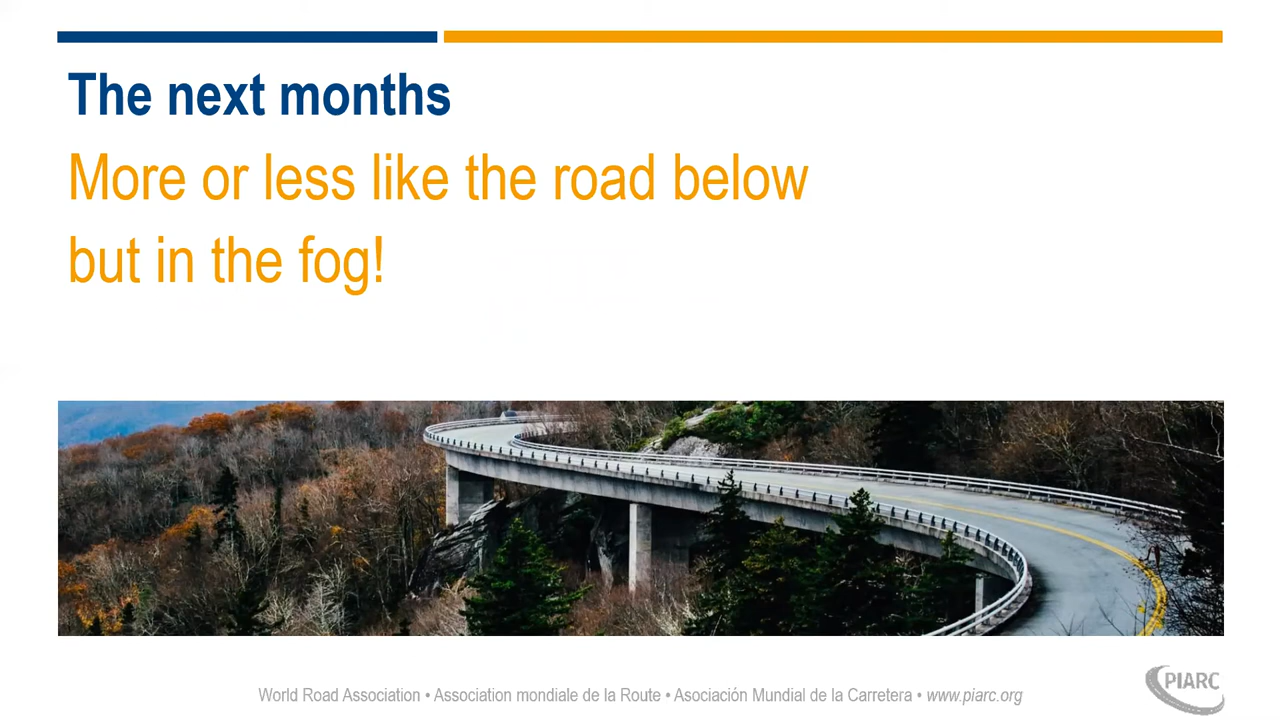 The next months
More or less like the road below
but in the fog!
World Road Association • Association mondiale de la Route • Asociación Mundial de la Carretera • www.piarc.org
PIARC